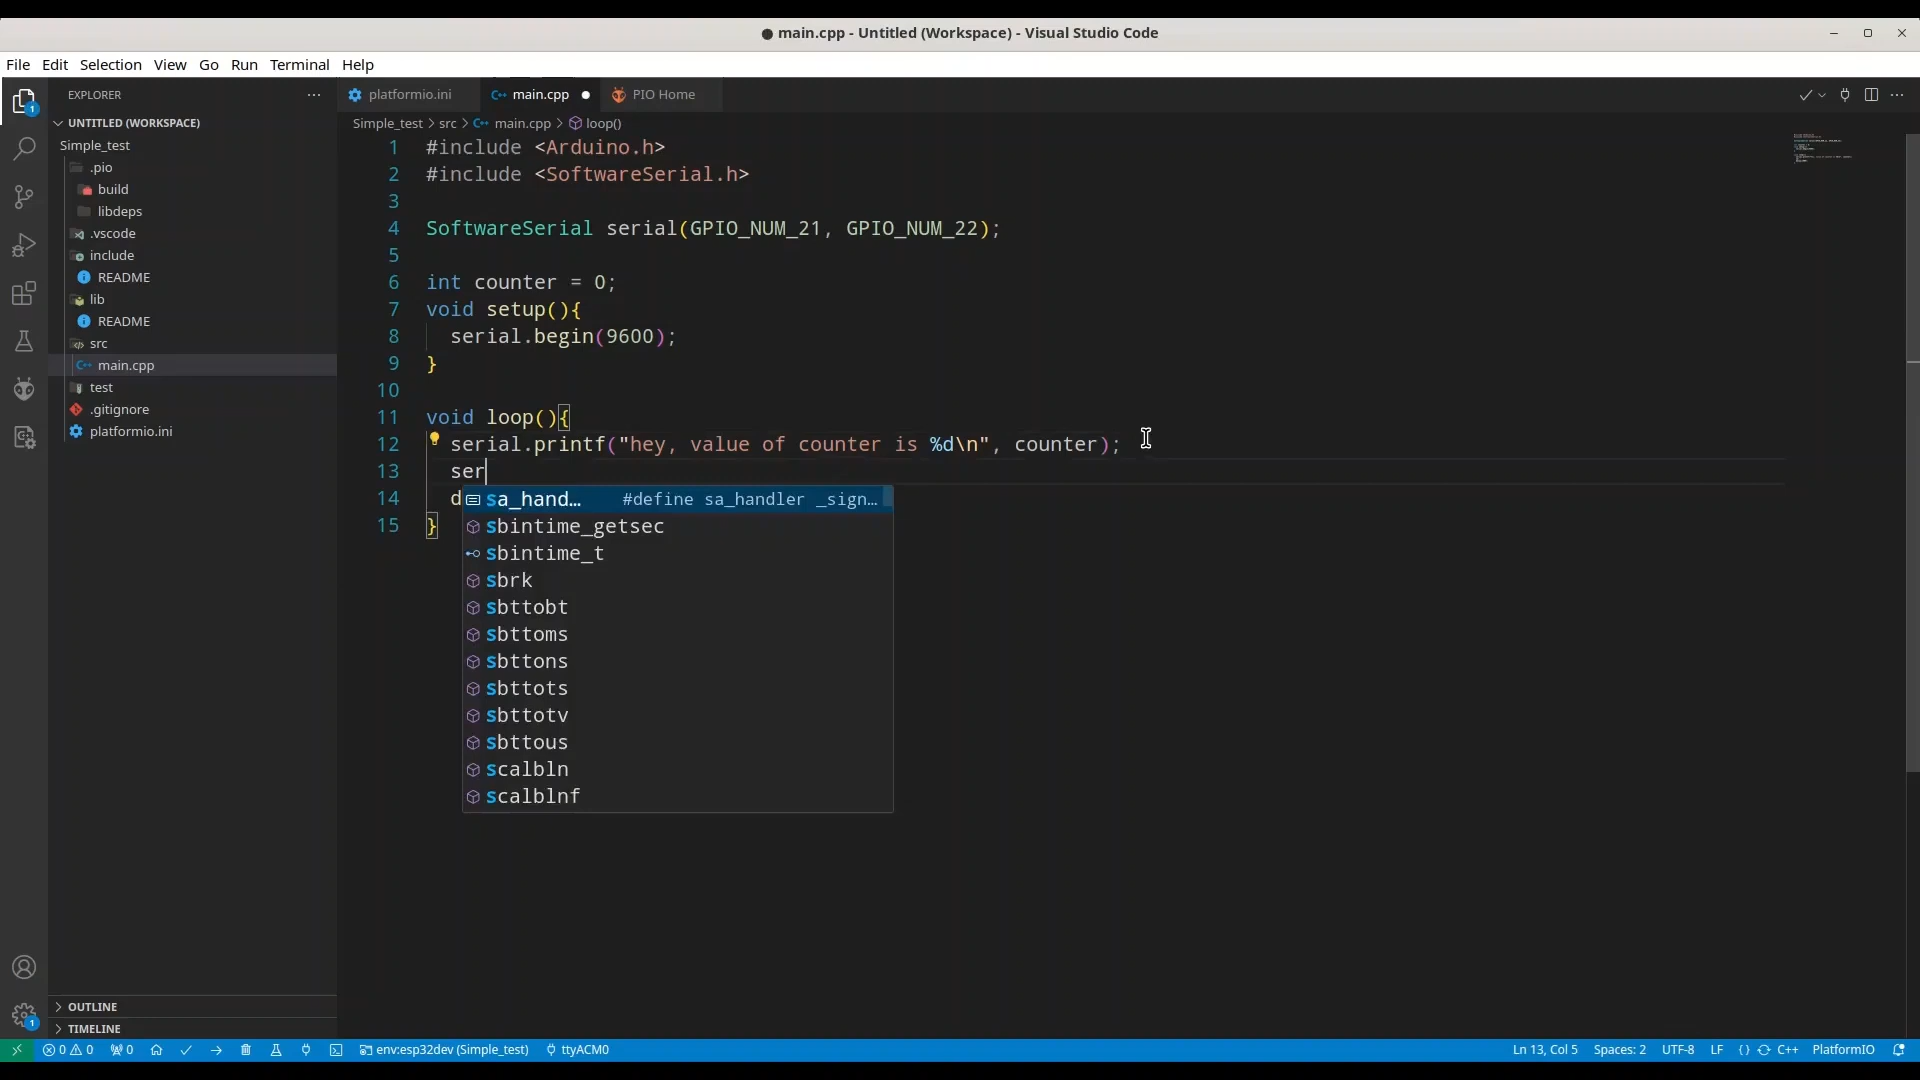 main.cpp - Untitled (Workspace) - Visual Studio Code
File Edit Selection View Go Run Terminal Help
EXPLORER
UNTITLED (WORKSPACE)
Simple_test
.pio
build
libdeps
.vscode
include
README
lib
README
src
main.cpp
test
.gitignore
platformio.ini
OUTLINE
TIMELINE
1
1
platformio.ini main.cpp PIO Home
Simple_test > src > main.cpp > loop()
1 #include <Arduino.h>
2 #include <SoftwareSerial.h>
3
4 SoftwareSerial serial(GPIO_NUM_21, GPIO_NUM_22);
5
6 int counter = 0;
7 void setup(){
8 serial.begin(9600);
9 }
10
11 void loop(){
12 serial.printf("hey, value of counter is %d\n", counter);
13 ser
14 d
15 }
sa_hand... #define sa_handler _sign...
sbintime_getsec
sbintime_t
sbrk
sbttobt
sbttoms
sbttons
sbttots
sbttotv
sbttous
scalbln
scalblnf
0 0 0 env:esp32dev (Simple_test) ttyACM0 Ln 13, Col 5 Spaces: 2 UTF-8 LF {} C++ PlatformIO